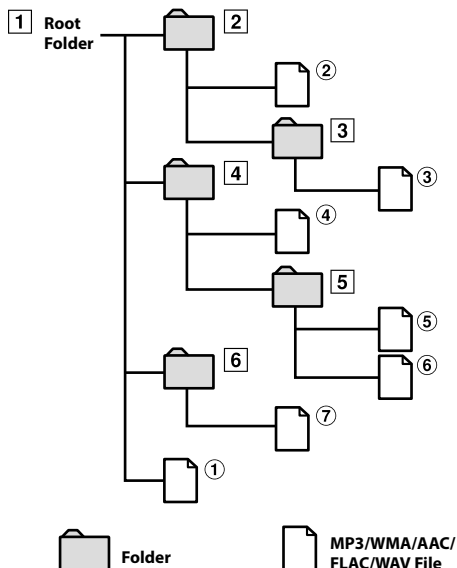 1 Root
Folder
2
②
3
③
4
④
5
⑤
⑥
6
⑦
①
Folder
MP3/WMA/AAC/
FLAC/WAV File